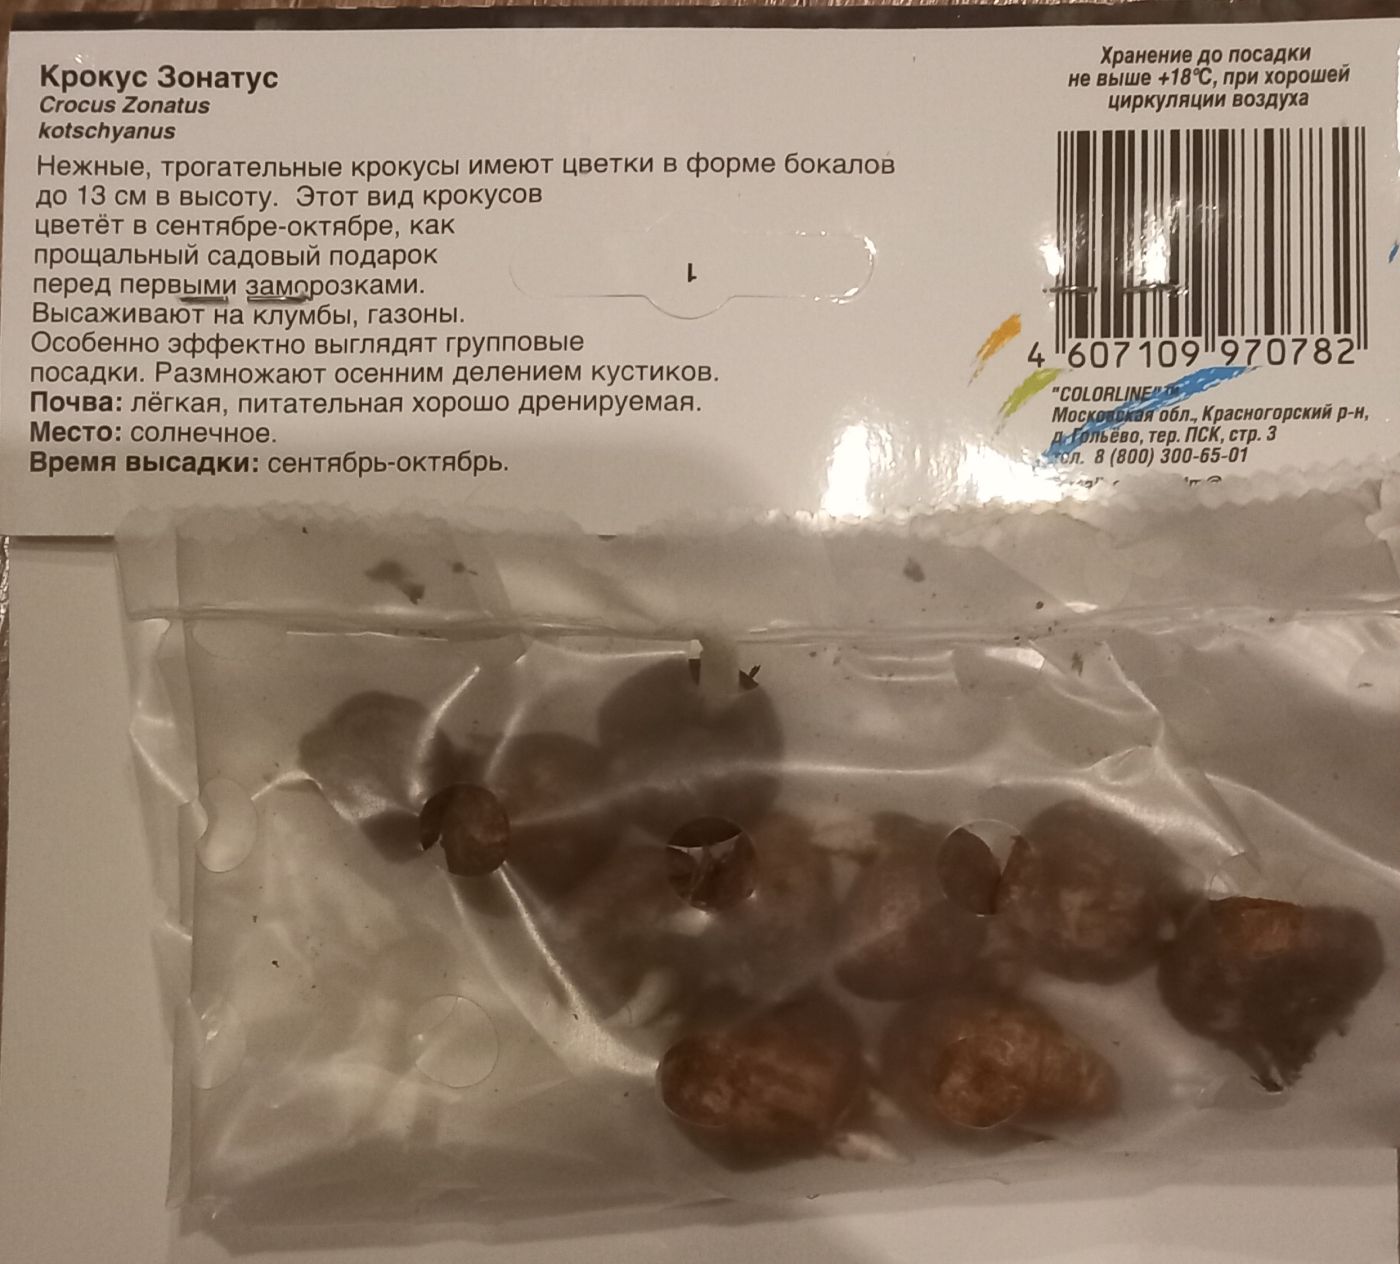 Крокус Зонатус
Crocus Zonatus
kotschyanus
Нежные, трогательные крокусы имеют цветки в форме бокалов
до 13 см в высоту. Этот вид крокусов
цветёт в сентябре-октябре, как
прощальный садовый подарок
перед первыми заморозками.
Высаживают на клумбы, газоны.
Особенно эффектно выглядят групповые
посадки. Размножают осенним делением кустиков.
Почва: лёгкая, питательная хорошо дренируемая.
Место: солнечное.
Время высадки: сентябрь-октябрь.
1
Хранение до посадки
не выше +18°C, при хорошей
циркуляции воздуха
4 607109 970782
"COLORLINE" ™
Московская обл., Красногорский р-н,
д. Гольёво, тер. ПСК, стр. 3
тел. 8 (800) 300-65-01